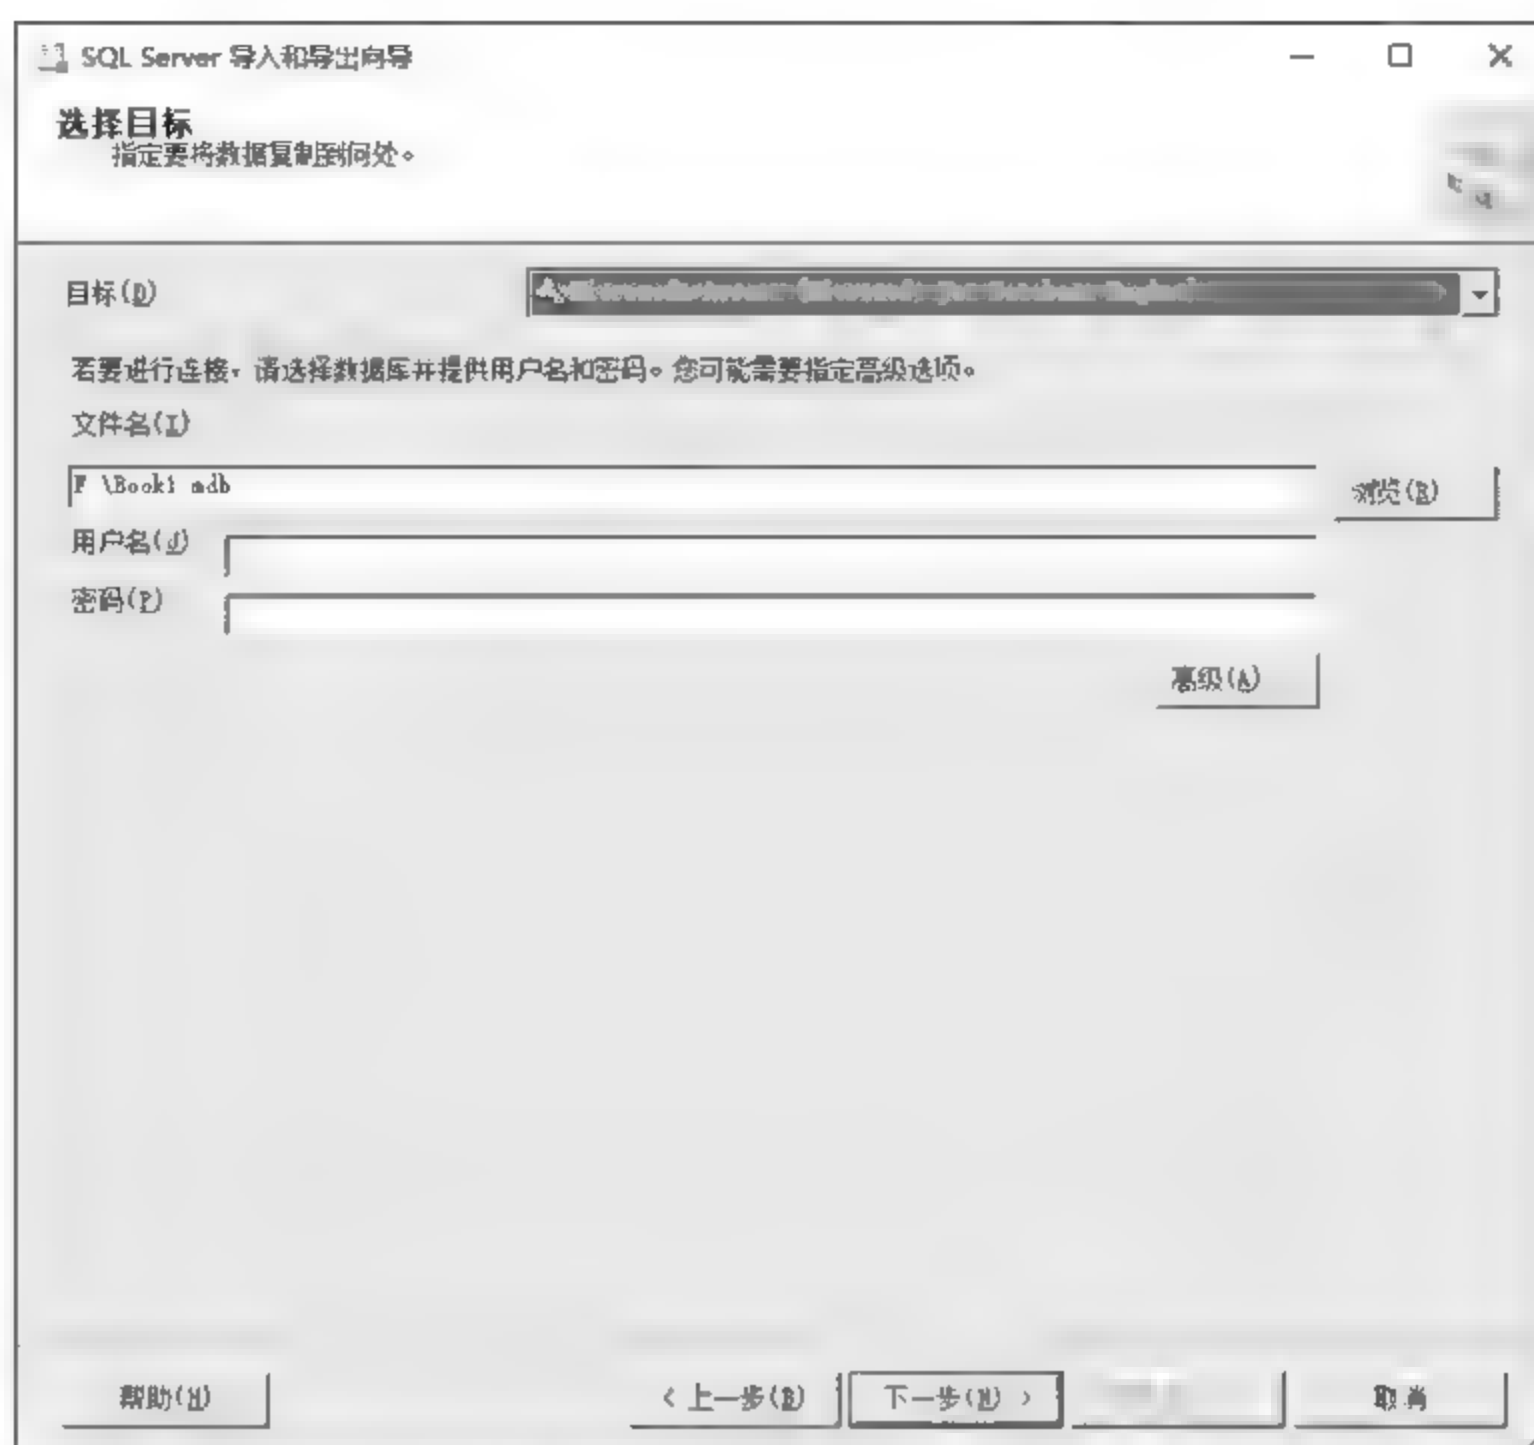 SQL Server 导入和导出向导
选择目标
指定要将数据复制到何处。
目标(D)
若要进行连接，请选择数据库并提供用户名和密码。您可能需要指定高级选项。
文件名(I)
F \Book1 mdb
浏览(R)
用户名(U)
密码(P)
高级(A)
帮助(H)
< 上一步(B)
下一步(N) >
取消